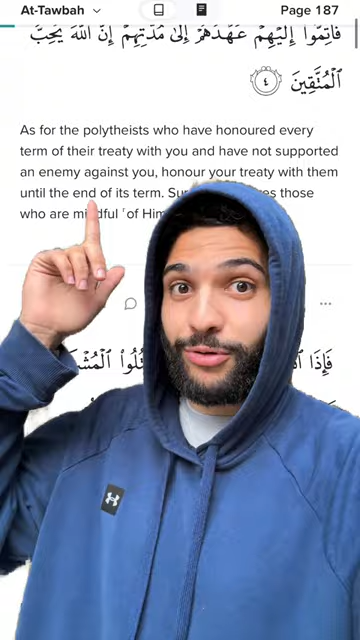 At-Tawbah
Page 187
فَأَتِمُّوٓا۟ إِلَيْهِمْ عَهْدَهُمْ إِلَىٰ مُدَّتِهِمْ إِنَّ ٱللَّهَ يُحِبُّ
ٱلْمُتَّقِينَ ٤
As for the polytheists who have honoured every
term of their treaty with you and have not supported
an enemy against you, honour your treaty with them
until the end of its term. those
who are mindful ˹of Him
فَإِذَا